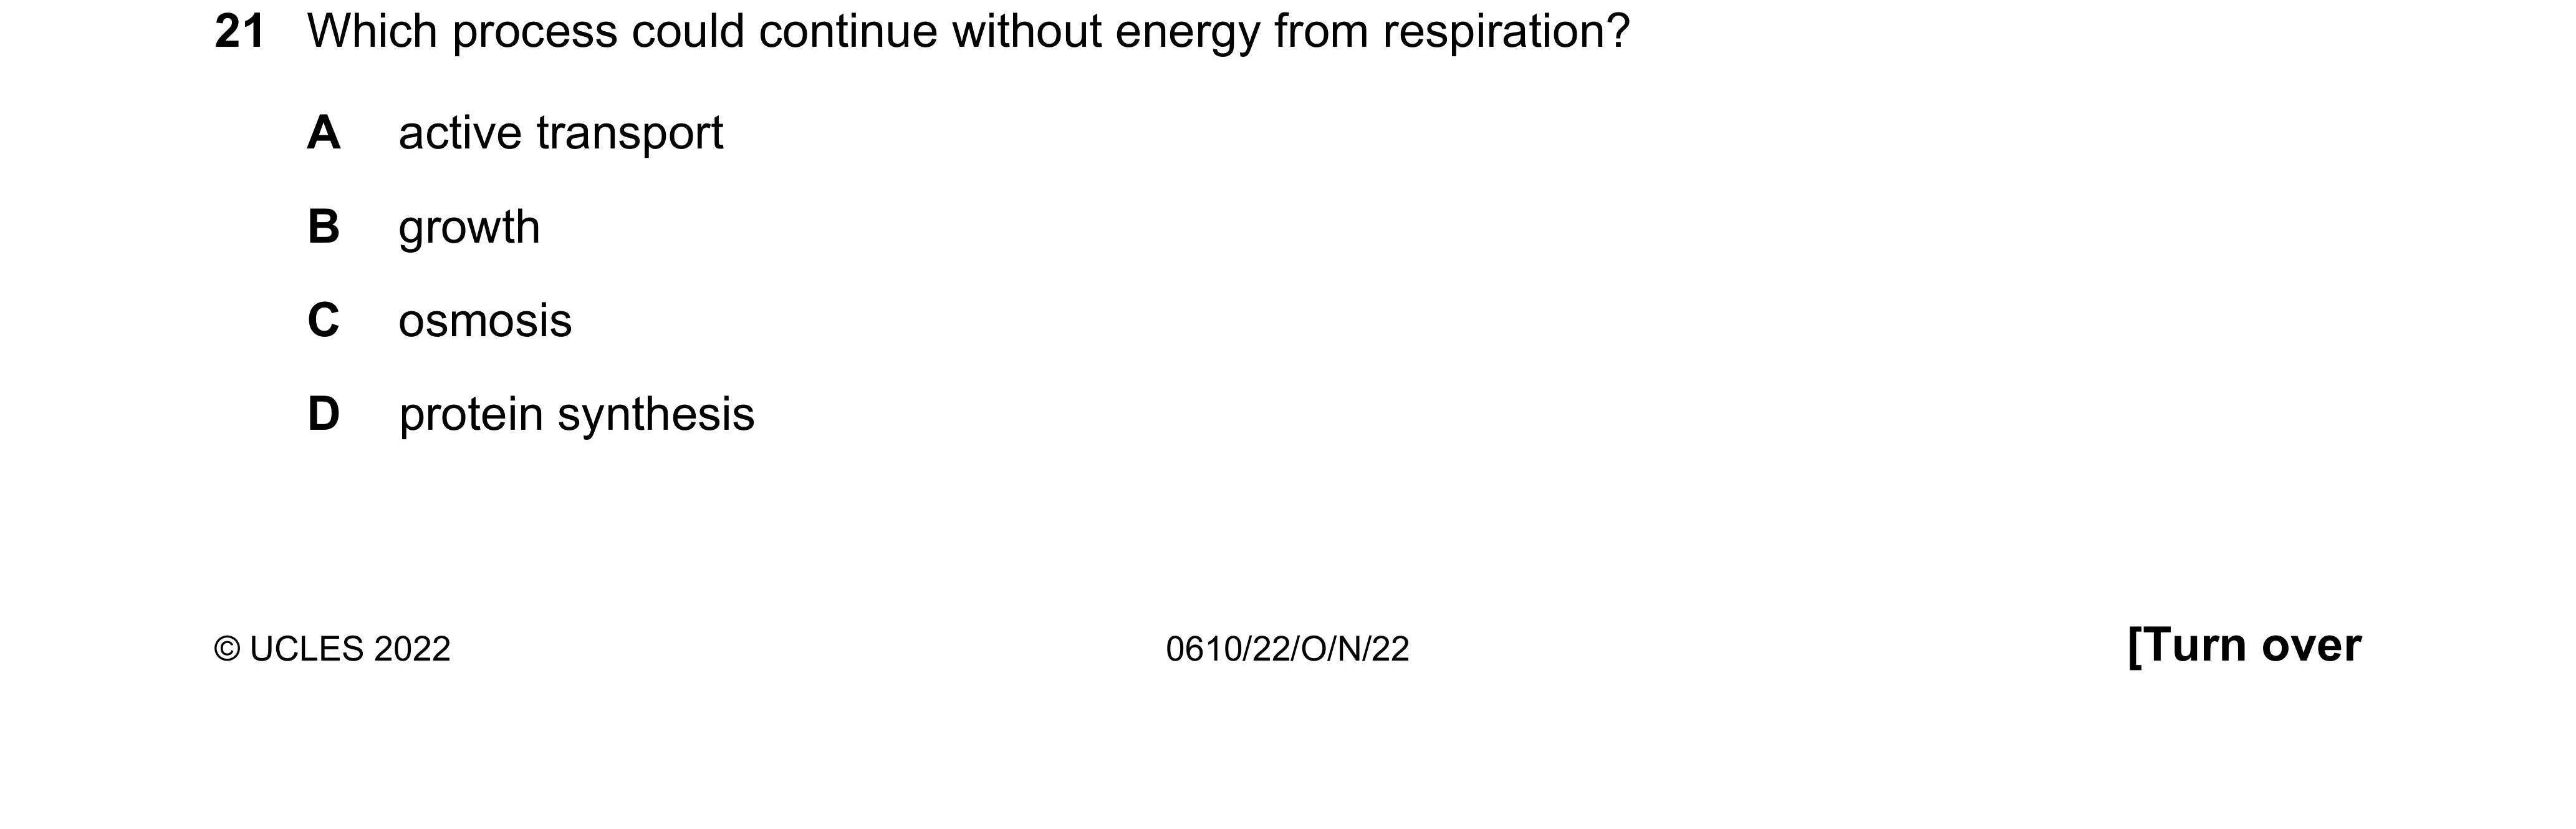 21 Which process could continue without energy from respiration?
A active transport
B growth
C osmosis
D protein synthesis
© UCLES 2022 0610/22/O/N/22 [Turn over